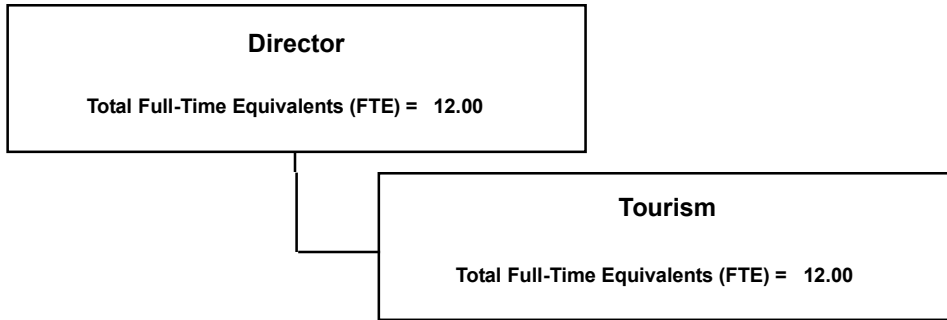 Director
Total Full-Time Equivalents (FTE) = 12.00
Tourism
Total Full-Time Equivalents (FTE) = 12.00